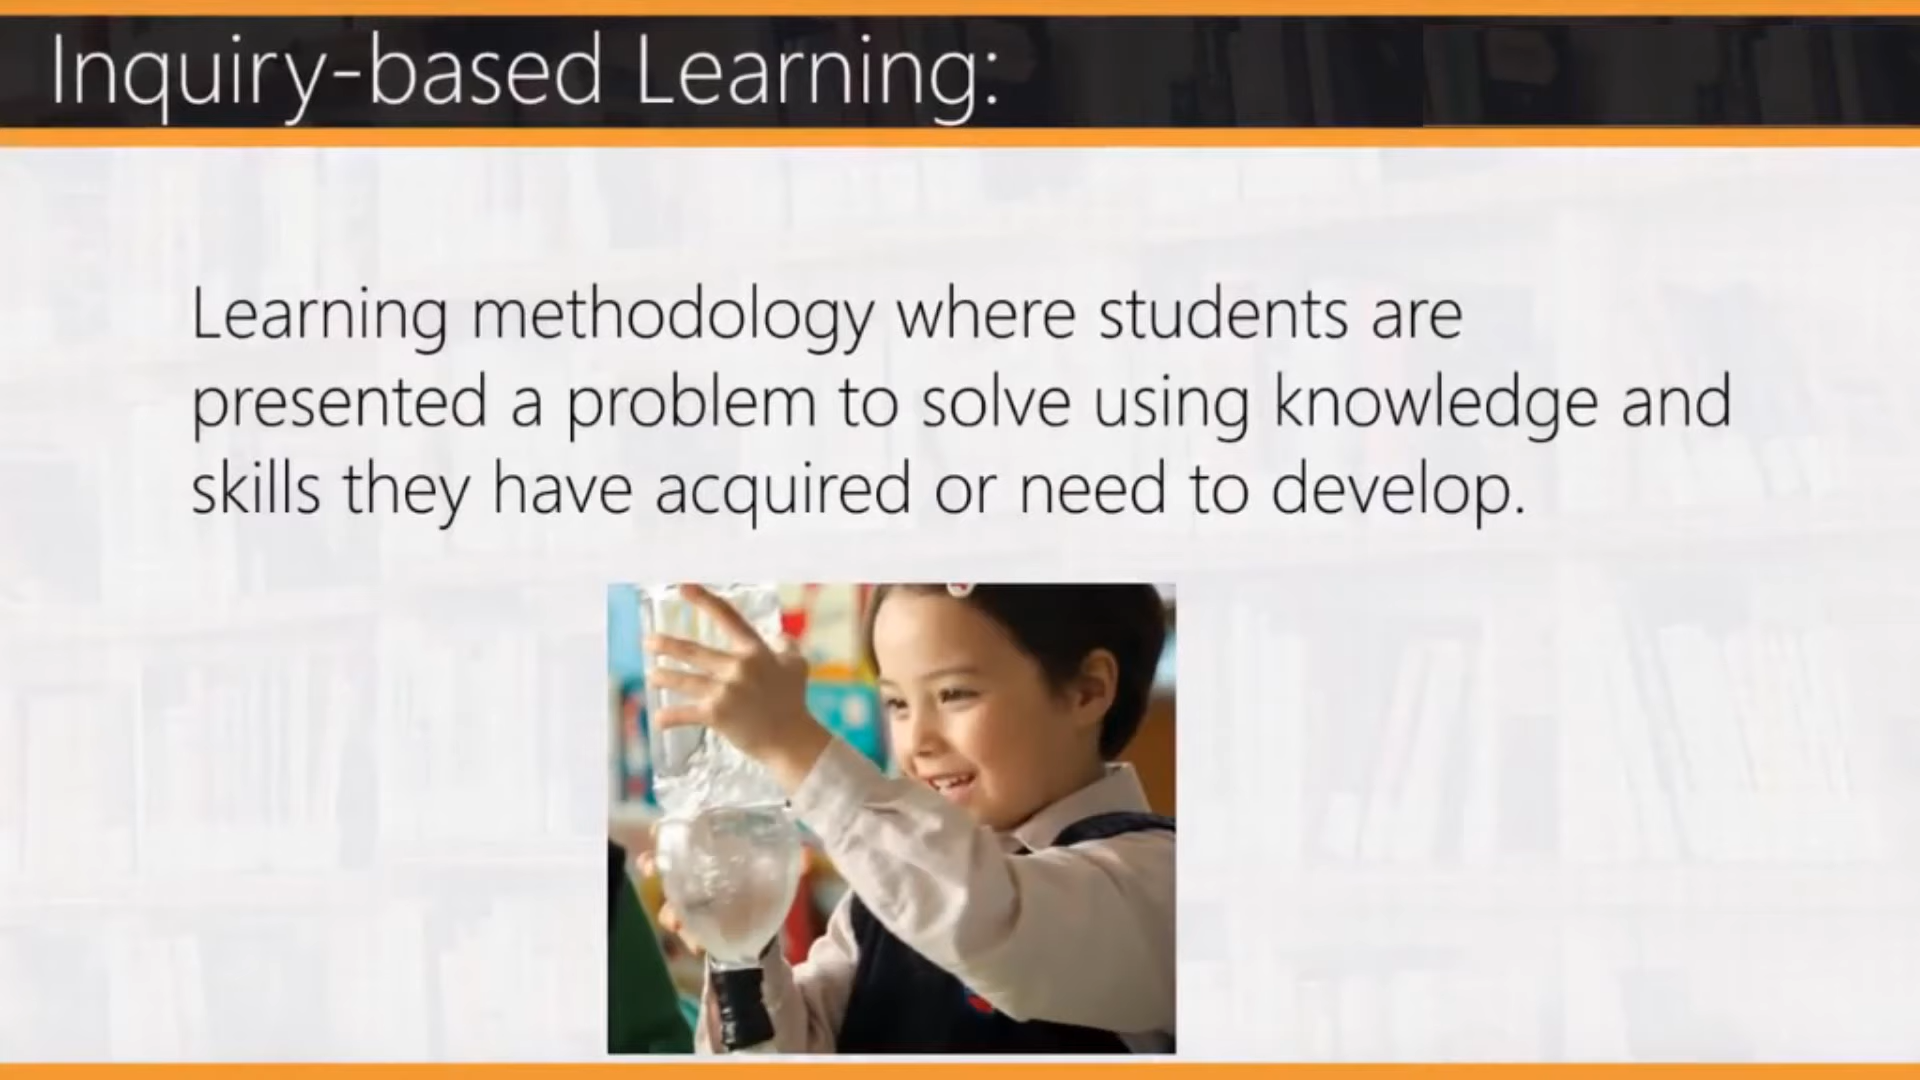 Inquiry-based Learning:
Learning methodology where students are
presented a problem to solve using knowledge and
skills they have acquired or need to develop.